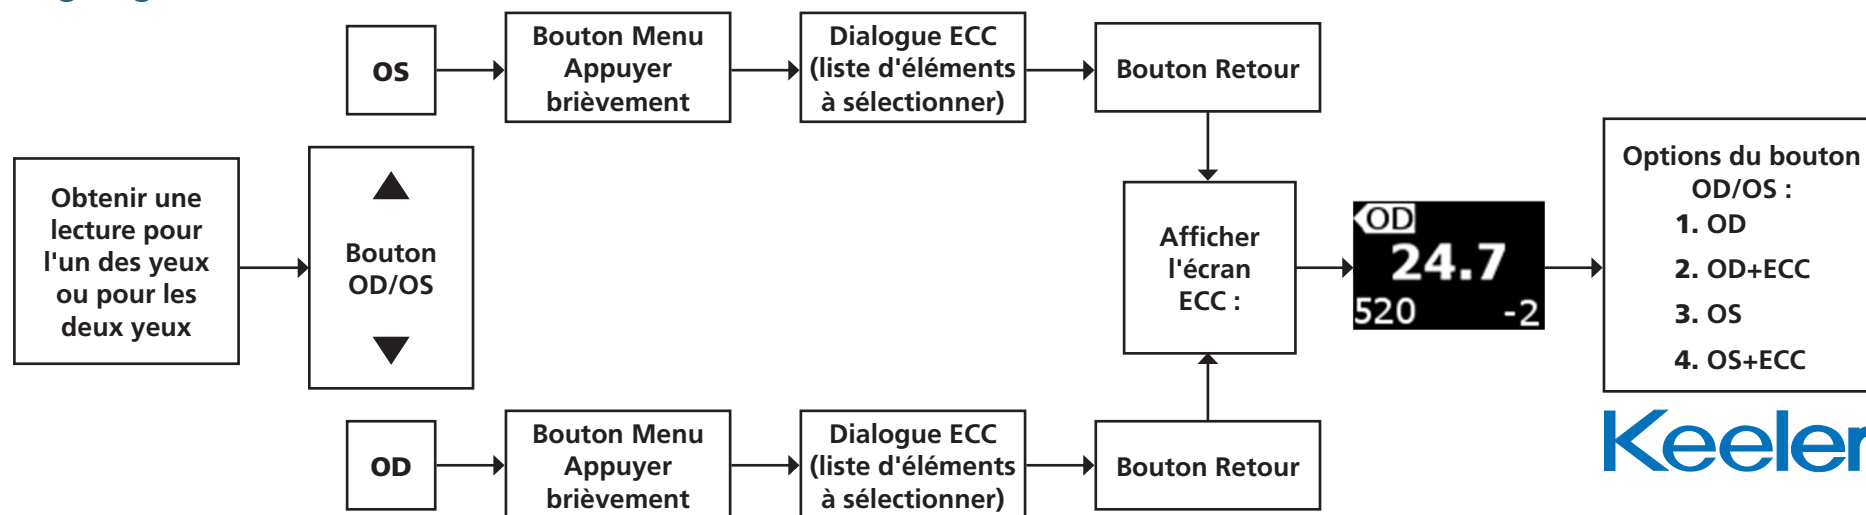 OS
Bouton Menu
Appuyer
brièvement
Dialogue ECC
(liste d'éléments
à sélectionner)
Bouton Retour
Obtenir une
lecture pour
l'un des yeux
ou pour les
deux yeux
Bouton
OD/OS
Afficher
l'écran
ECC :
OD
24.7
520 -2
Options du bouton
OD/OS :
1. OD
2. OD+ECC
3. OS
4. OS+ECC
OD
Bouton Menu
Appuyer
brièvement
Dialogue ECC
(liste d'éléments
à sélectionner)
Bouton Retour
Keeler